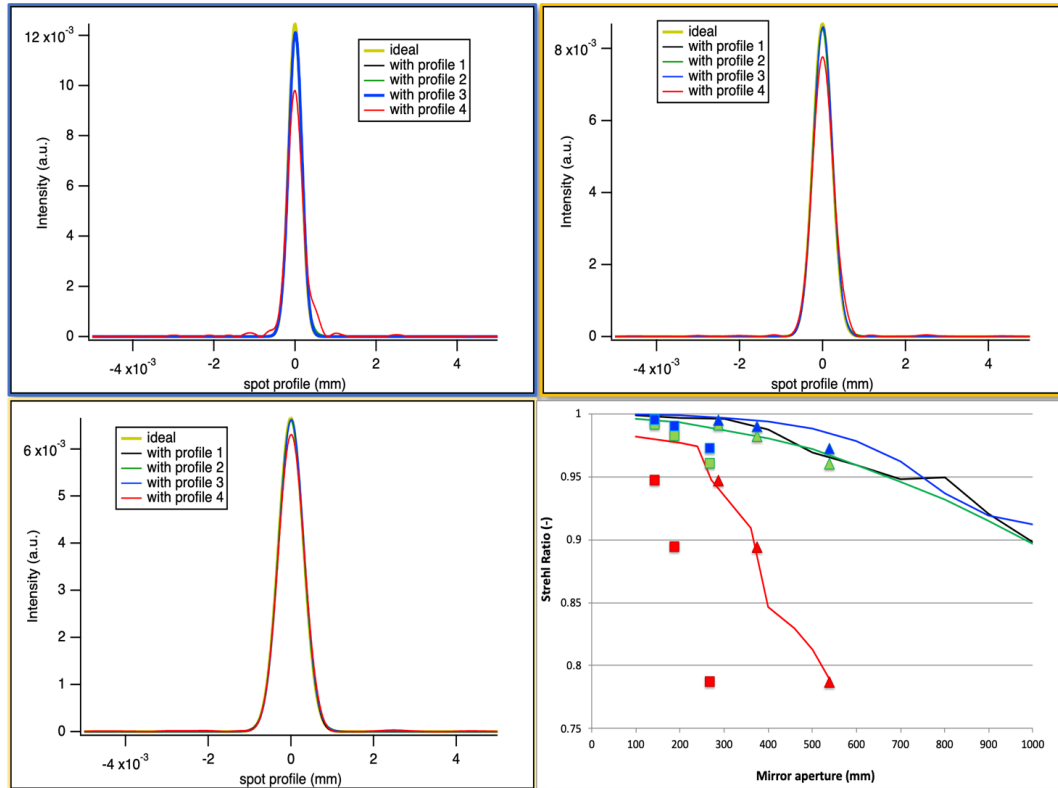 12 x10⁻³
10
8
6
4
2
0
Intensity (a.u.)
-4 x10⁻³
-2
0
2
4
spot profile (mm)
ideal
with profile 1
with profile 2
with profile 3
with profile 4
8 x10⁻³
6
4
2
0
Intensity (a.u.)
-4 x10⁻³
-2
0
2
4
spot profile (mm)
ideal
with profile 1
with profile 2
with profile 3
with profile 4
6 x10⁻³
5
4
3
2
1
0
Intensity (a.u.)
-4 x10⁻³
-2
0
2
4
spot profile (mm)
ideal
with profile 1
with profile 2
with profile 3
with profile 4
1
0.95
0.9
0.85
0.8
0.75
Strehl Ratio (-)
0
100
200
300
400
500
600
700
800
900
1000
Mirror aperture (mm)